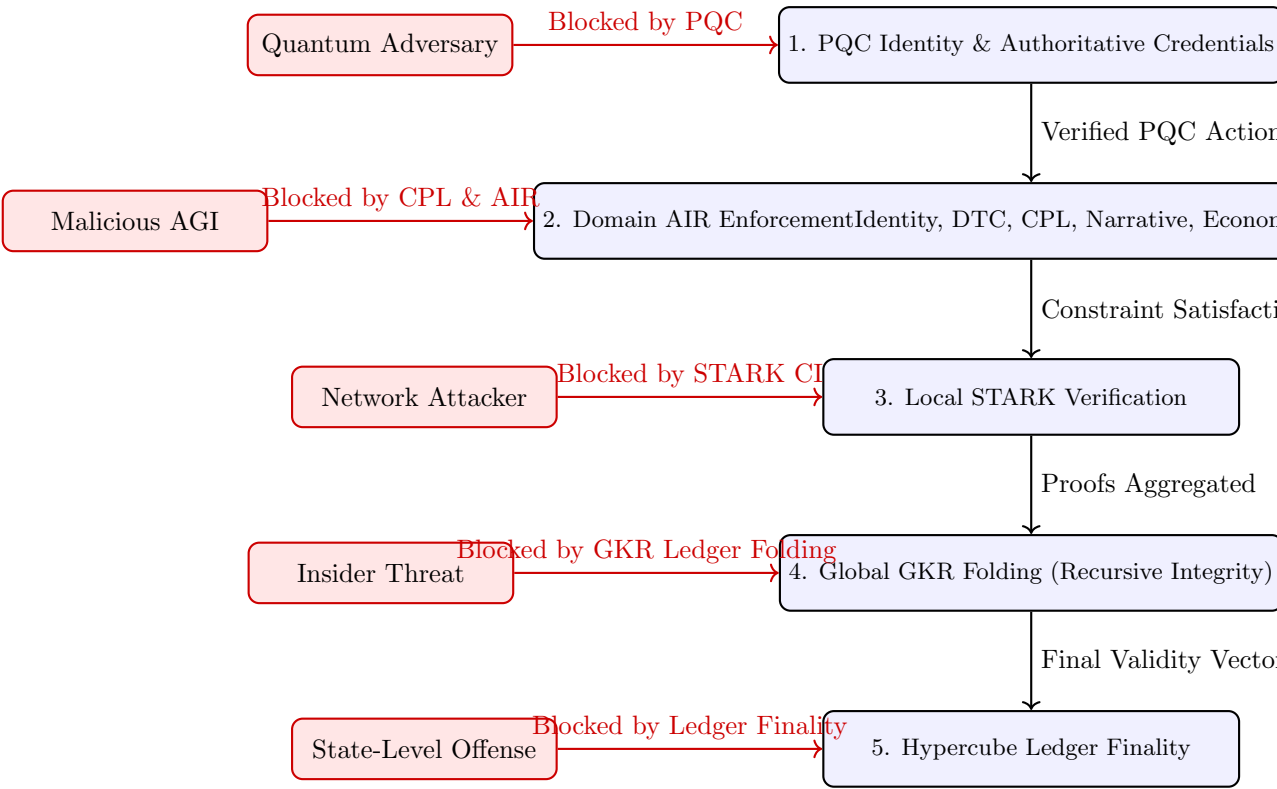 Quantum Adversary
Blocked by PQC
1. PQC Identity & Authoritative Credentials
Verified PQC Action
Malicious AGI
Blocked by CPL & AIR
2. Domain AIR EnforcementIdentity, DTC, CPL, Narrative, Econom
Constraint Satisfacti
Network Attacker
Blocked by STARK CI
3. Local STARK Verification
Proofs Aggregated
Insider Threat
Blocked by GKR Ledger Folding
4. Global GKR Folding (Recursive Integrity)
Final Validity Vector
State-Level Offense
Blocked by Ledger Finality
5. Hypercube Ledger Finality